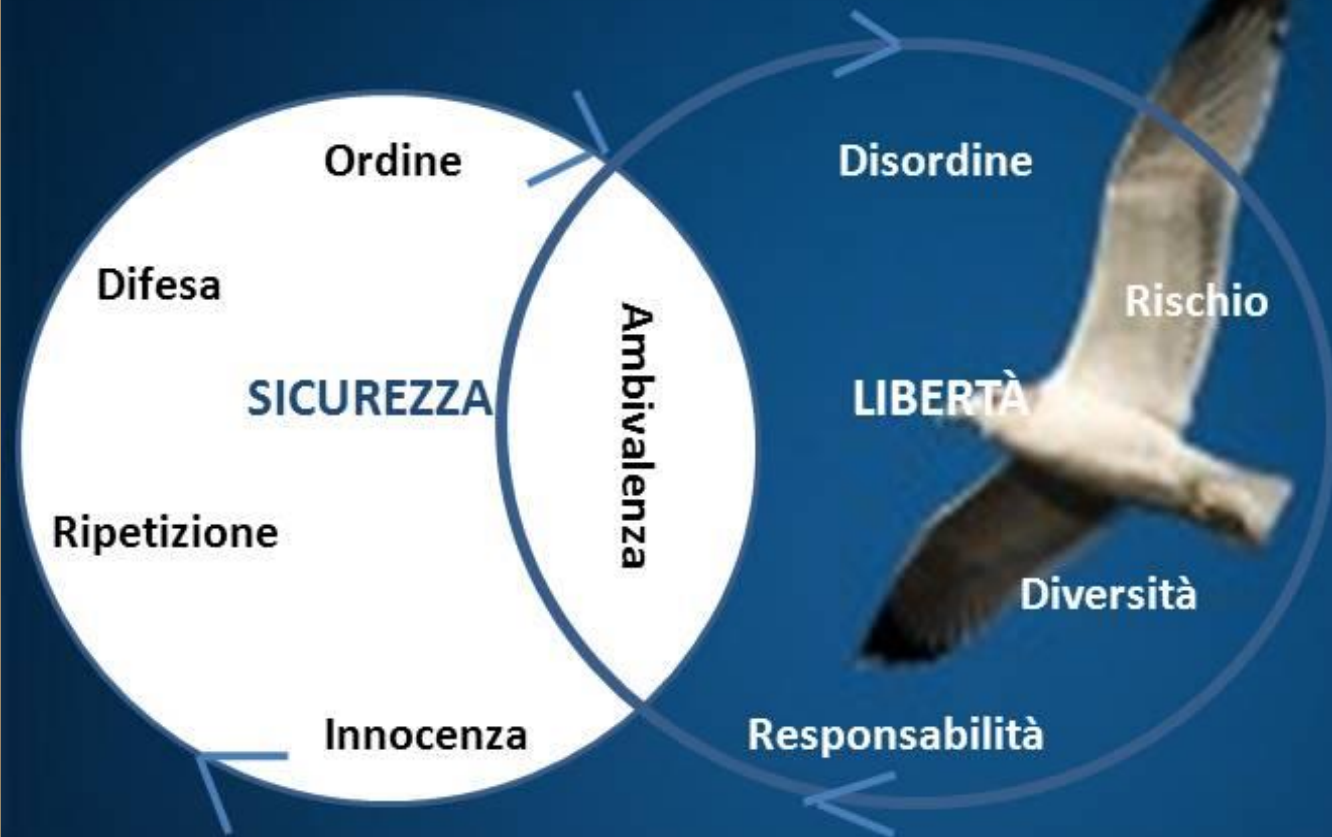 Ordine
Difesa
SICUREZZA
Ripetizione
Innocenza
Ambivalenza
Disordine
Rischio
LIBERTÀ
Diversità
Responsabilità